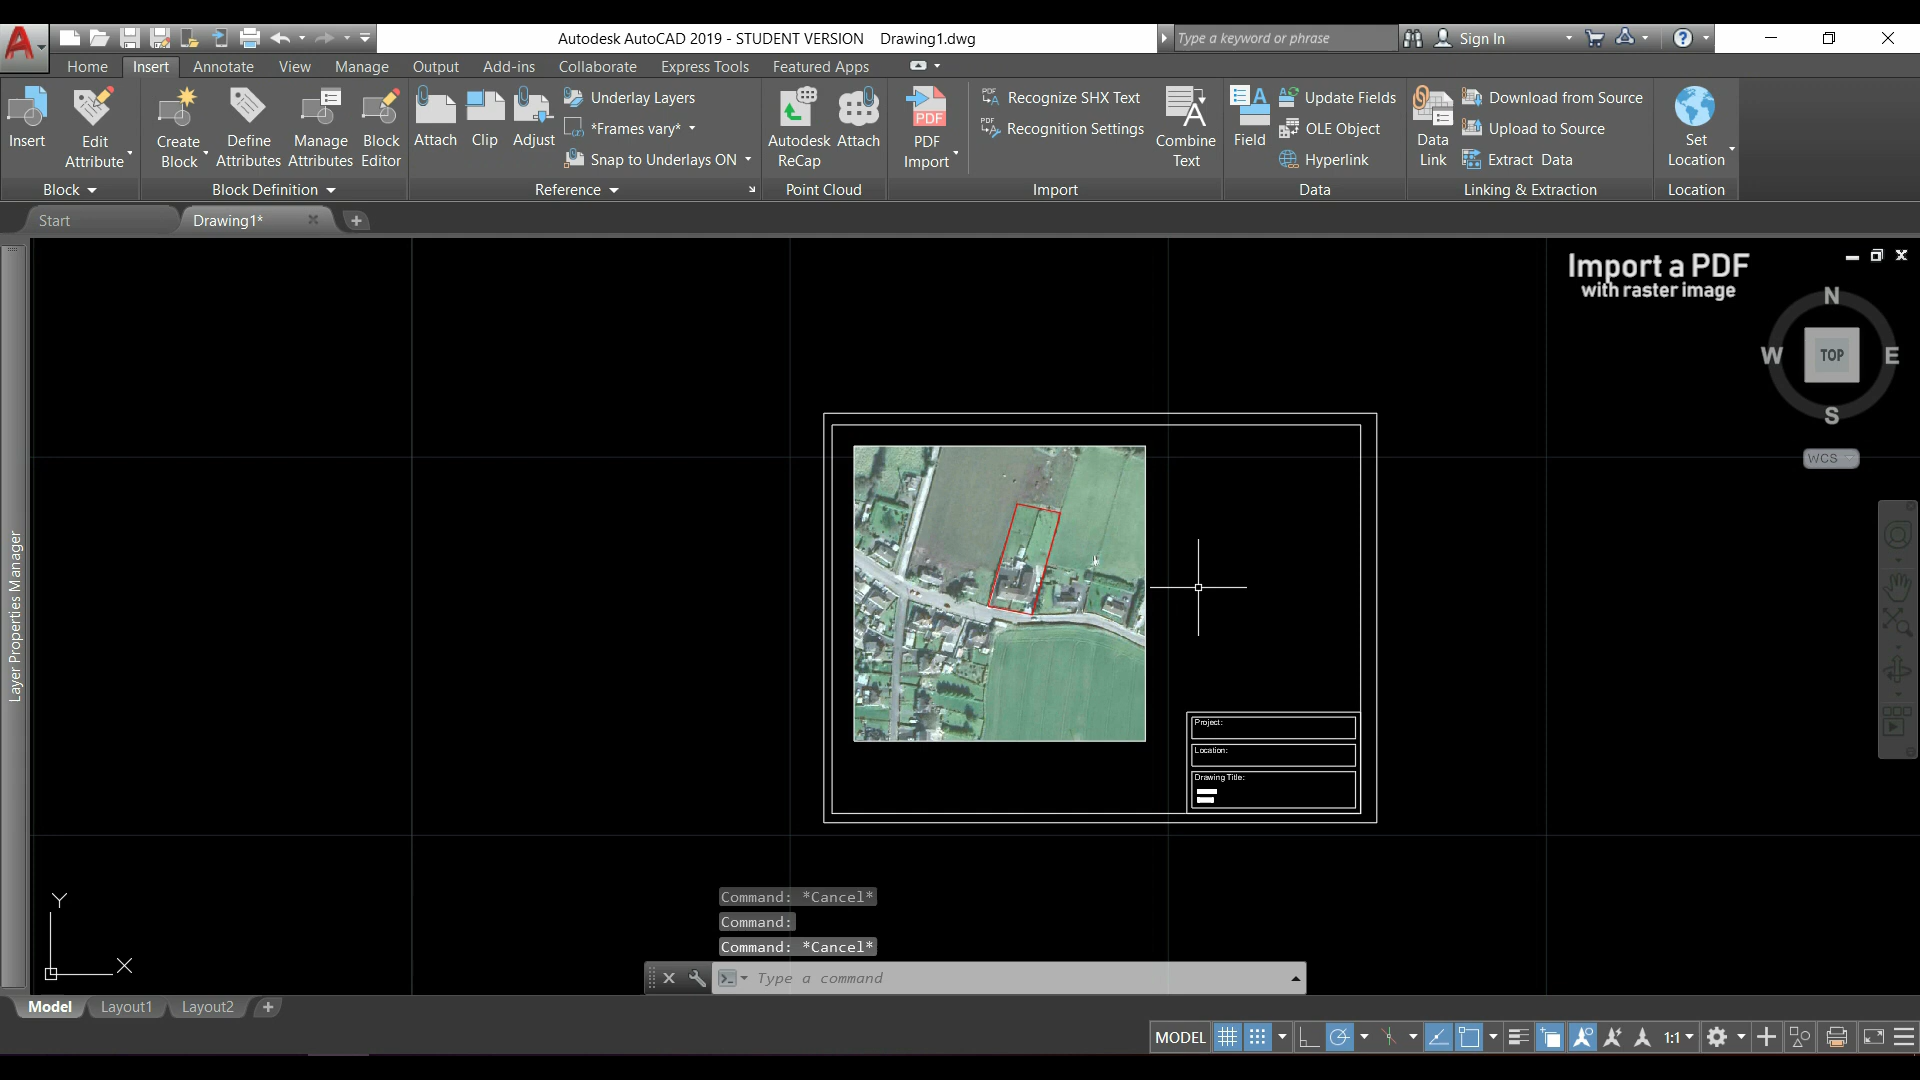 Autodesk AutoCAD 2019 - STUDENT VERSION Drawing1.dwg
Type a keyword or phrase
Sign In
Home Insert Annotate View Manage Output Add-ins Collaborate Express Tools Featured Apps
Insert
Edit Attribute
Create Block
Define Attributes
Manage Attributes
Block Editor
Attach
Clip
Adjust
Underlay Layers
*Frames vary*
Snap to Underlays ON
Autodesk ReCap
Attach
PDF
PDF Import
PDF Recognize SHX Text
PDF Recognition Settings
Combine Text
Field
Update Fields
OLE Object
Hyperlink
Data Link
Download from Source
Upload to Source
Extract Data
Set Location
Block
Block Definition
Reference
Point Cloud
Import
Data
Linking & Extraction
Location
Start
Drawing1*
Import a PDF
with raster image
N
W TOP E
S
WCS
Layer Properties Manager
Project:
Location:
Drawing Title:
Y
X
Command: *Cancel*
Command:
Command: *Cancel*
Type a command
Model Layout1 Layout2
MODEL
1:1